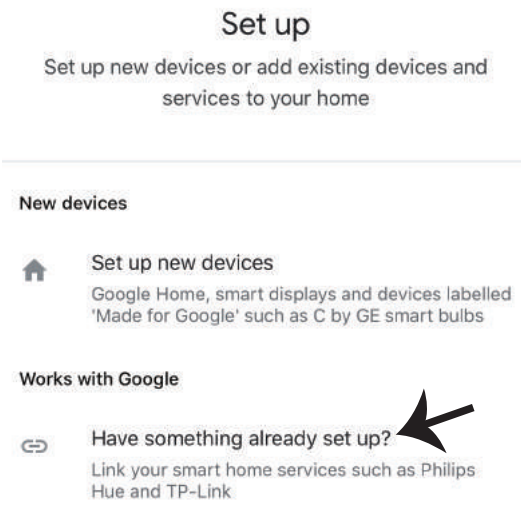 Set up
Set up new devices or add existing devices and
services to your home
New devices
Set up new devices
Google Home, smart displays and devices labelled
'Made for Google' such as C by GE smart bulbs
Works with Google
Have something already set up?
Link your smart home services such as Philips
Hue and TP-Link